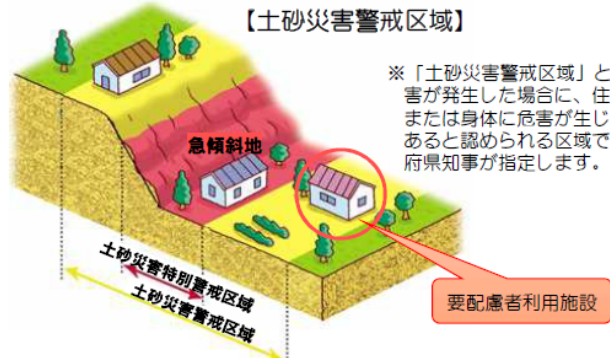 【土砂災害警戒区域】
※「土砂災害警戒区域」と
害が発生した場合に、住
または身体に危害が生じ
あると認められる区域で
府県知事が指定します。
急傾斜地
土砂災害特別警戒区域
土砂災害警戒区域
要配慮者利用施設